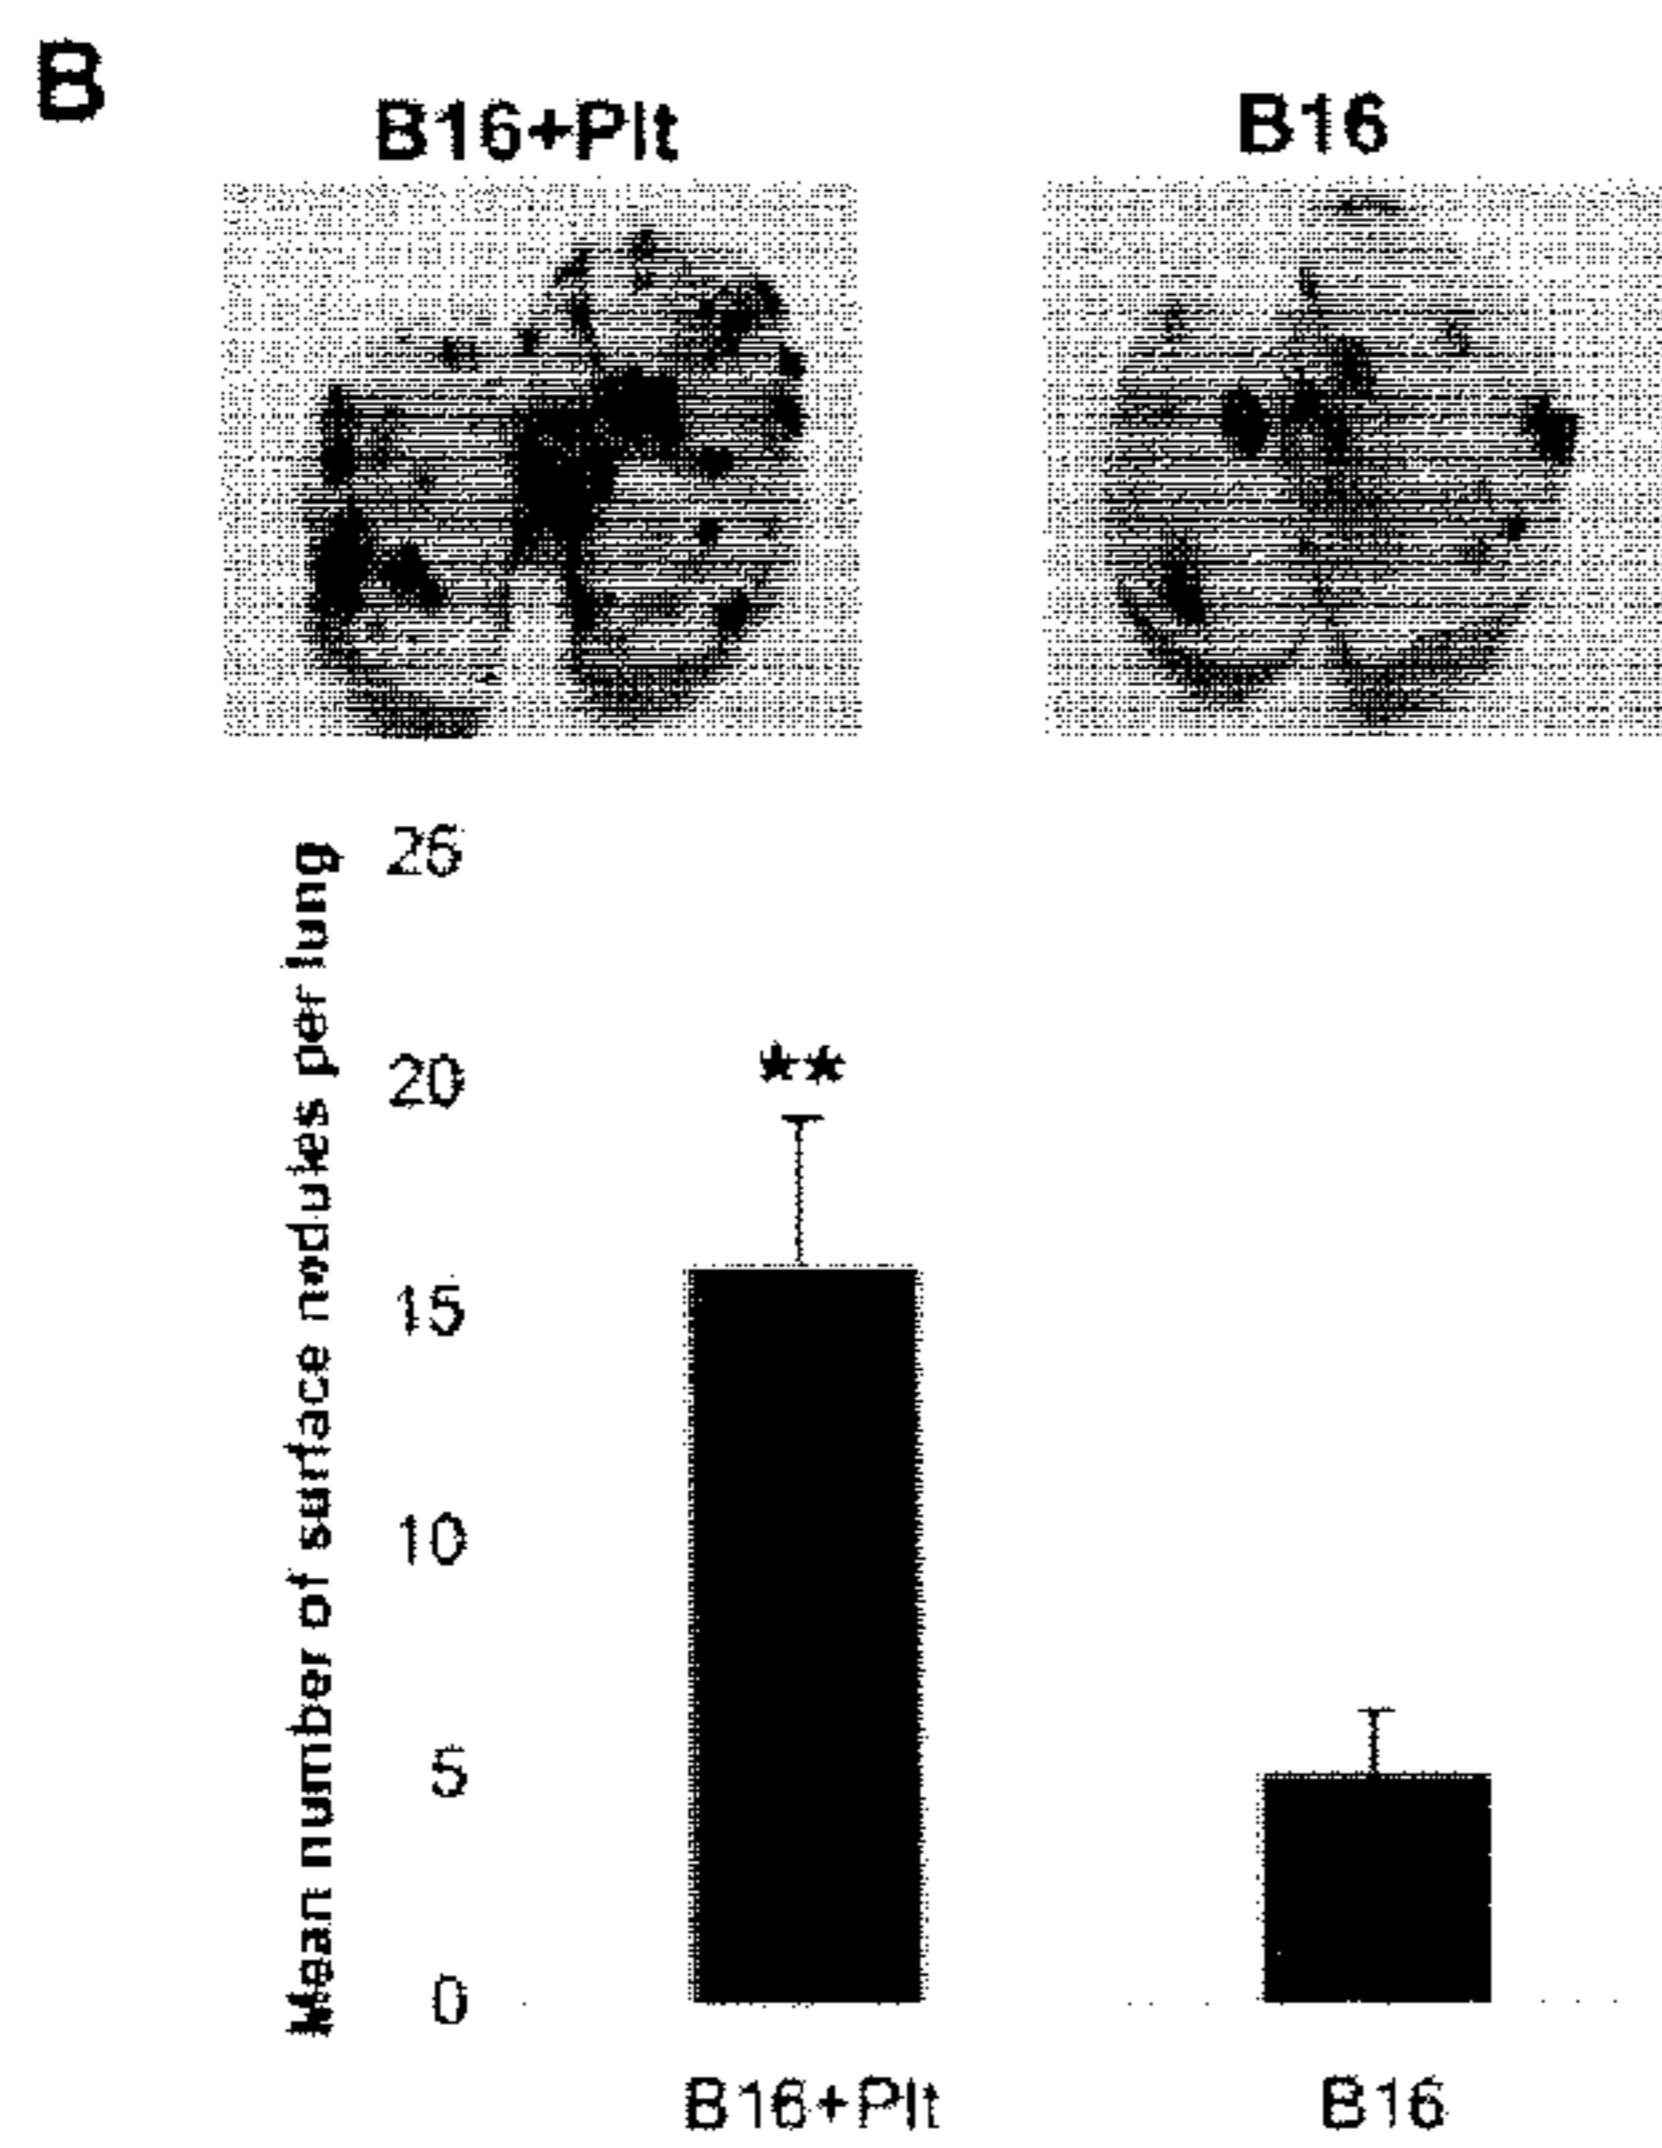 B
B16+Plt
B16
Mean number of surface nodules per lung
25
20
15
10
5
0
**
B16+Plt
B16